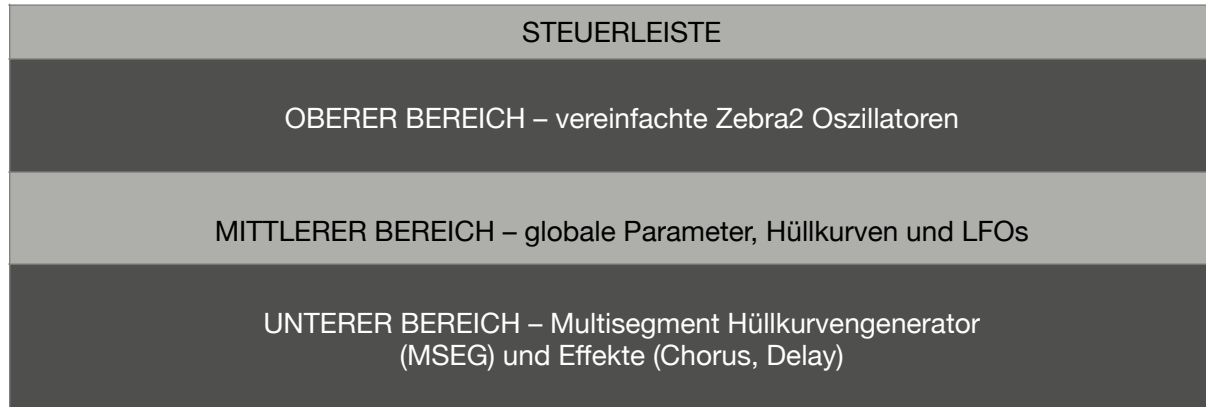 STEUERLEISTE
OBERER BEREICH – vereinfachte Zebra2 Oszillatoren
MITTLERER BEREICH – globale Parameter, Hüllkurven und LFOs
UNTERER BEREICH – Multisegment Hüllkurvengenerator
(MSEG) und Effekte (Chorus, Delay)